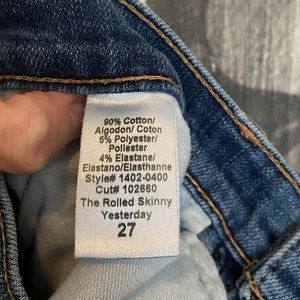 90% Cotton/
Algodon/ Coton
6% Polyester/
Poliester
4% Elastane/
Elastano/Elasthanne
Style# 1402-0400
Cut# 102660
The Rolled Skinny
Yesterday
27